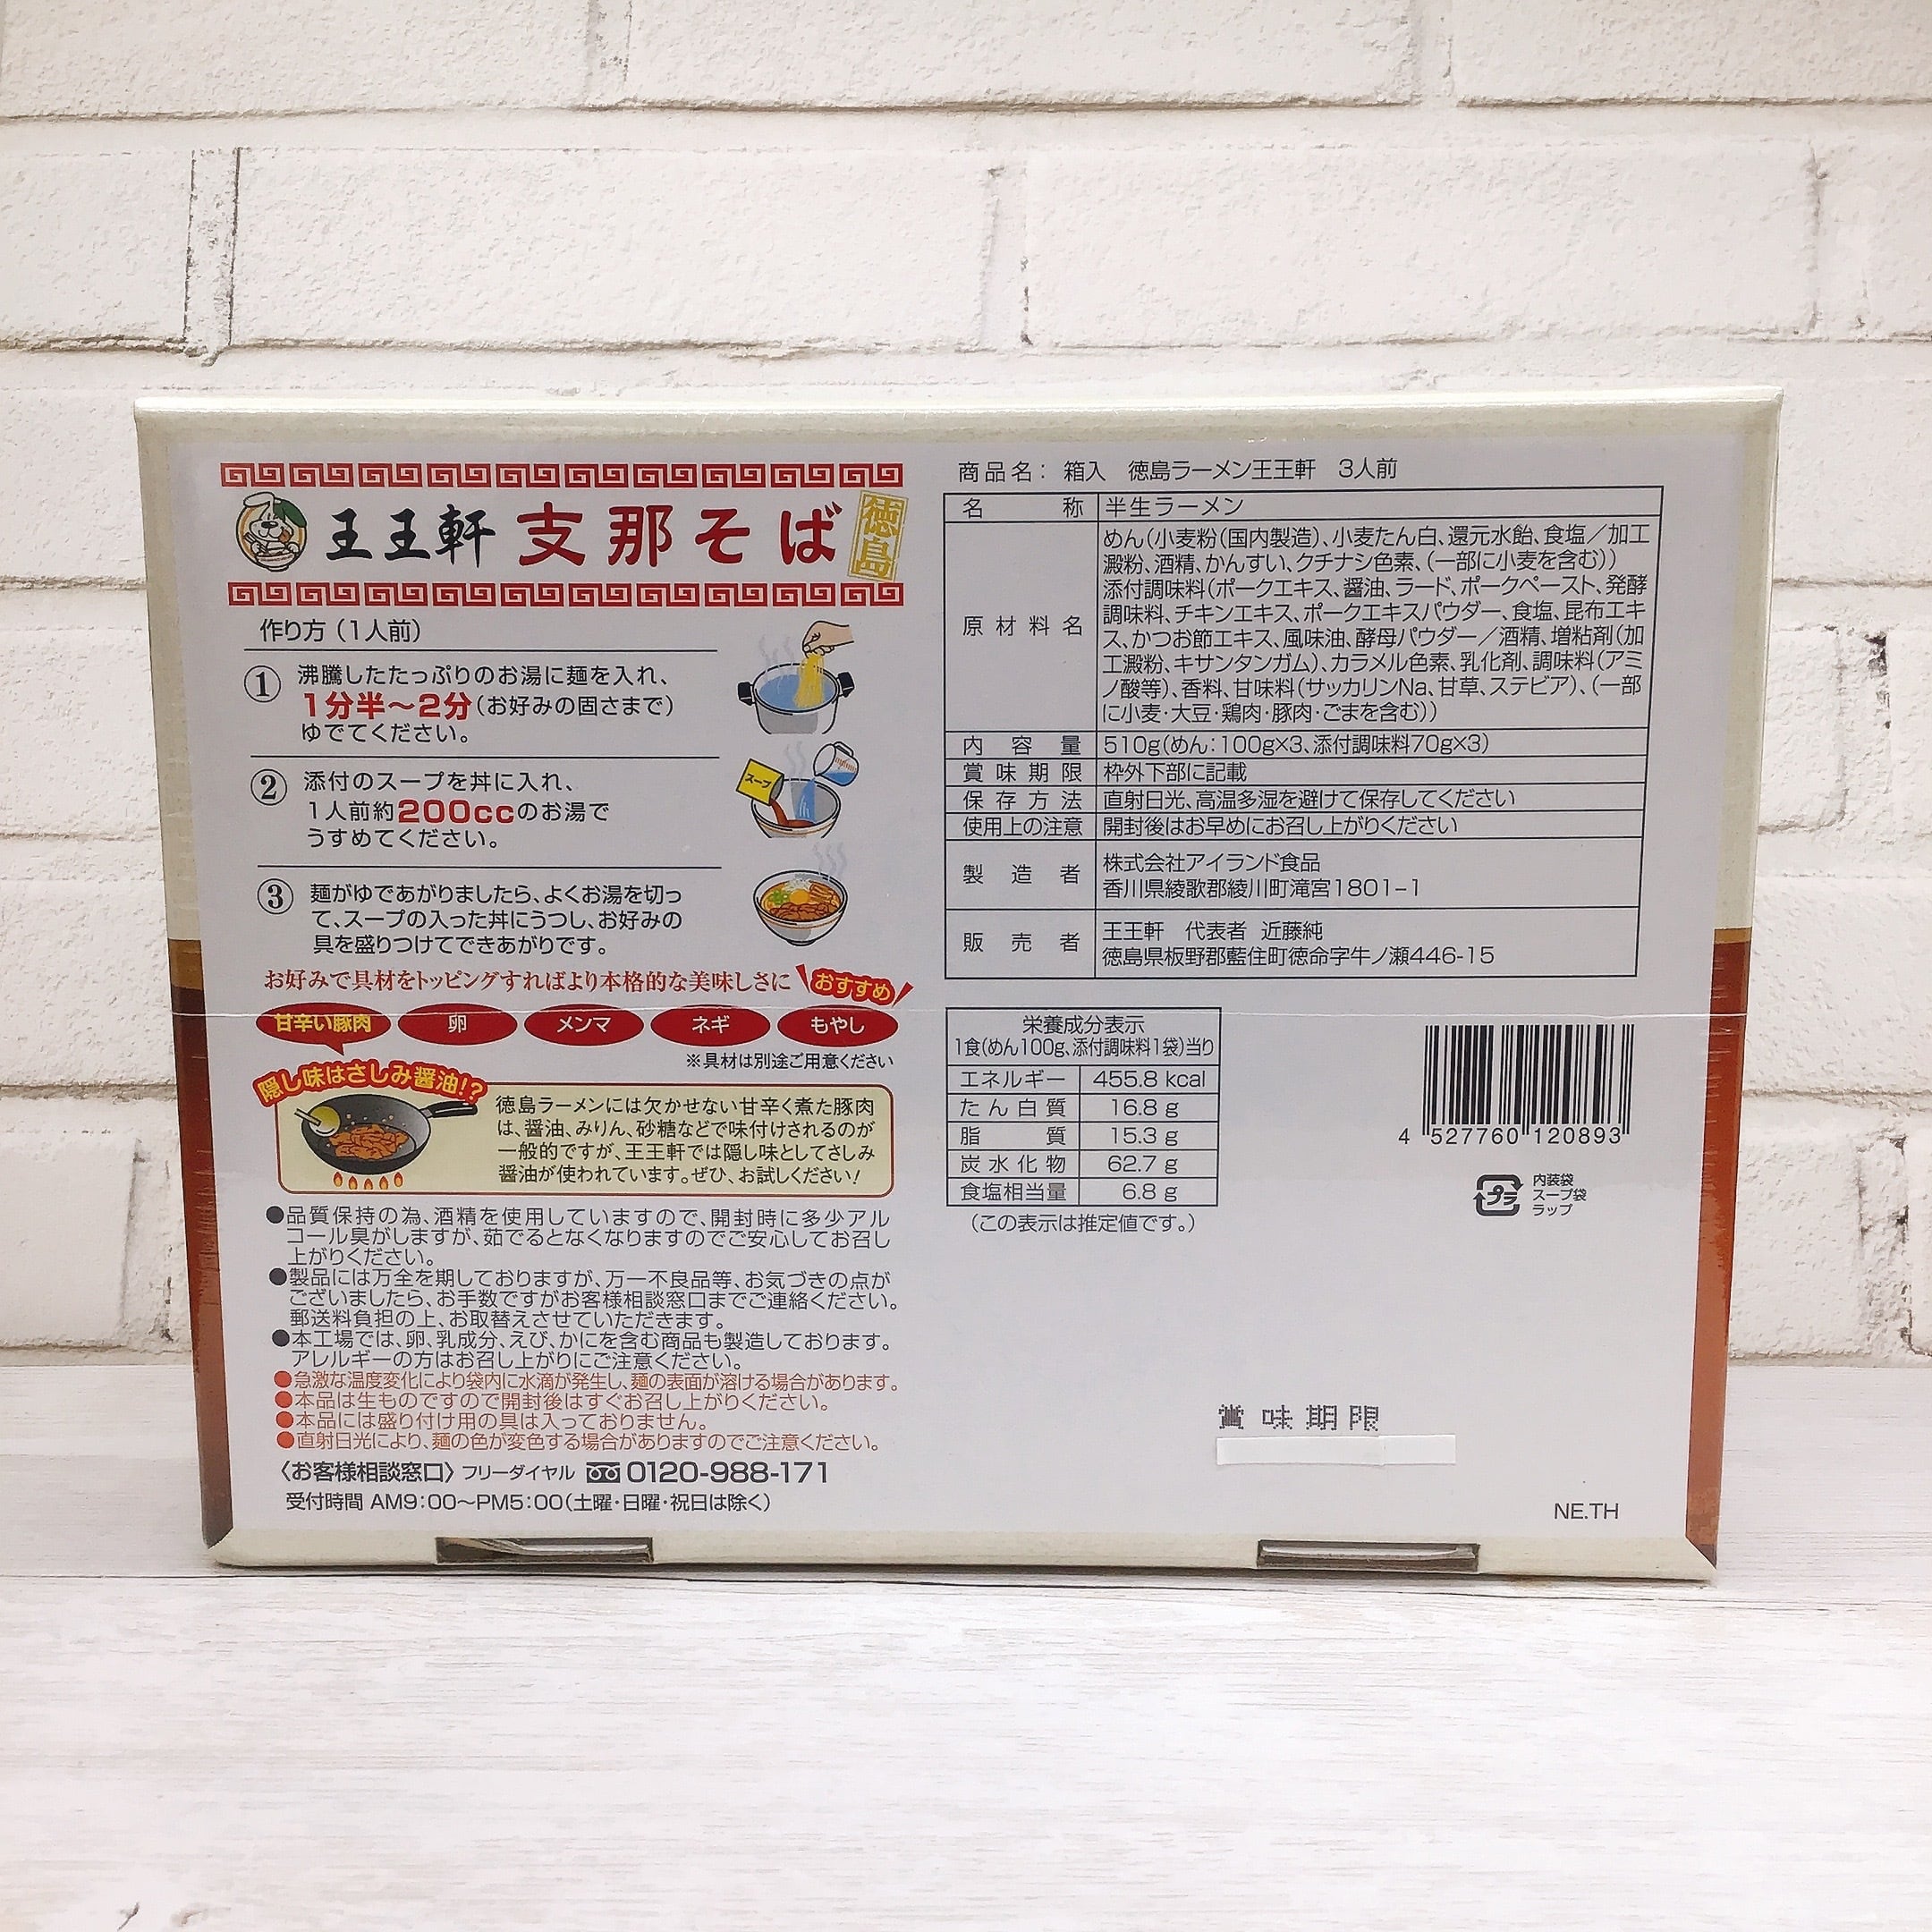 王王軒 支那そば 徳島
作り方(1人前)
① 沸騰したたっぷりのお湯に麺を入れ、
1分半～2分(お好みの固さまで)
ゆでてください。
② 添付のスープを丼に入れ、
1人前約200ccのお湯で
うすめてください。
スープ
③ 麺がゆであがりましたら、よくお湯を切っ
て、スープの入った丼にうつし、お好みの
具を盛りつけてできあがりです。
お好みで具材をトッピングすればより本格的な美味しさに おすすめ
甘辛い豚肉 卵 メンマ ネギ もやし
※具材は別途ご用意ください
隠し味はさしみ醤油!?
徳島ラーメンには欠かせない甘辛く煮た豚肉
は、醤油、みりん、砂糖などで味付けされるのが
一般的ですが、王王軒では隠し味としてさしみ
醤油が使われています。ぜひ、お試しください!
●品質保持の為、酒精を使用していますので、開封時に多少アル
コール臭がしますが、茹でるとなくなりますのでご安心してお召し
上がりください。
●製品には万全を期しておりますが、万一不良品等、お気づきの点が
ございましたら、お手数ですがお客様相談窓口までご連絡ください。
郵送料負担の上、お取替えさせていただきます。
●本工場では、卵、乳成分、えび、かにを含む商品も製造しております。
アレルギーの方はお召し上がりにご注意ください。
●急激な温度変化により袋内に水滴が発生し、麺の表面が溶ける場合があります。
●本品は生ものですので開封後はすぐお召し上がりください。
●本品には盛り付け用の具は入っておりません。
●直射日光により、麺の色が変色する場合がありますのでご注意ください。
〈お客様相談窓口〉フリーダイヤル 0120-988-171
受付時間 AM9:00～PM5:00(土曜・日曜・祝日は除く)
商品名: 箱入 徳島ラーメン王王軒 3人前
名称 半生ラーメン
原材料名 めん(小麦粉(国内製造)、小麦たん白、還元水飴、食塩／加工
澱粉、酒精、かんすい、クチナシ色素、(一部に小麦を含む))
添付調味料(ポークエキス、醤油、ラード、ポークペースト、発酵
調味料、チキンエキス、ポークエキスパウダー、食塩、昆布エキ
ス、かつお節エキス、風味油、酵母パウダー／酒精、増粘剤(加
工澱粉、キサンタンガム)、カラメル色素、乳化剤、調味料(アミ
ノ酸等)、香料、甘味料(サッカリンNa、甘草、ステビア)、(一部
に小麦・大豆・鶏肉・豚肉・ごまを含む))
内容量 510g(めん:100g×3、添付調味料70g×3)
賞味期限 枠外下部に記載
保存方法 直射日光、高温多湿を避けて保存してください
使用上の注意 開封後はお早めにお召し上がりください
製造者 株式会社アイランド食品
香川県綾歌郡綾川町滝宮1801-1
販売者 王王軒 代表者 近藤純
徳島県板野郡藍住町徳命字牛ノ瀬446-15
栄養成分表示
1食(めん100g、添付調味料1袋)当り
エネルギー 455.8 kcal
たん白質 16.8 g
脂質 15.3 g
炭水化物 62.7 g
食塩相当量 6.8 g
(この表示は推定値です。)
4 527760 120893
プラ 内装袋
スープ袋
ラップ
賞味期限
NE.TH